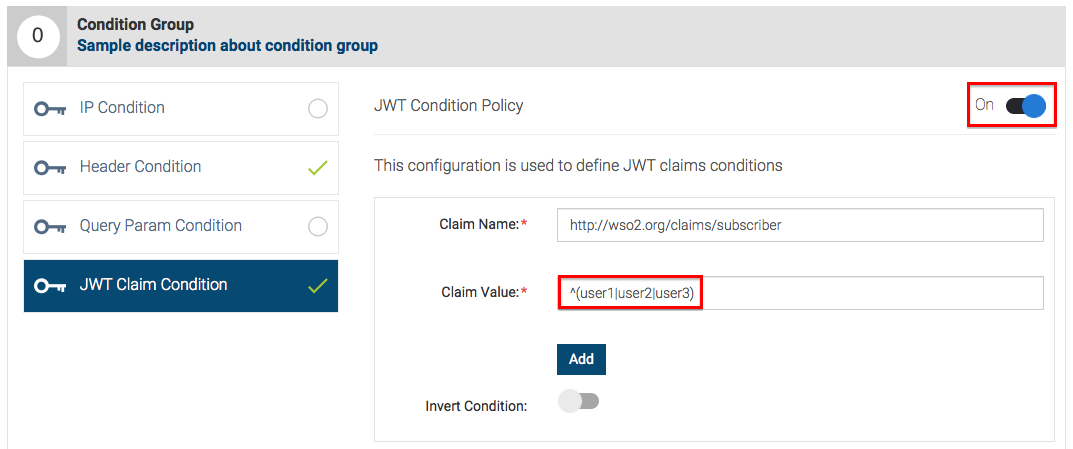 0
Condition Group
Sample description about condition group
IP Condition
Header Condition
Query Param Condition
JWT Claim Condition
JWT Condition Policy
On
This configuration is used to define JWT claims conditions
Claim Name:*
http://wso2.org/claims/subscriber
Claim Value:*
^(user1|user2|user3)
Add
Invert Condition: